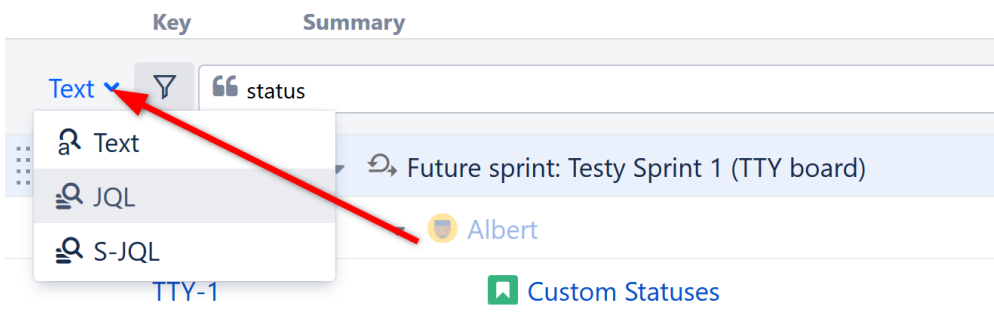 Key Summary
Text status
Text
JQL
S-JQL
Future sprint: Testy Sprint 1 (TTY board)
Albert
TTY-1 Custom Statuses